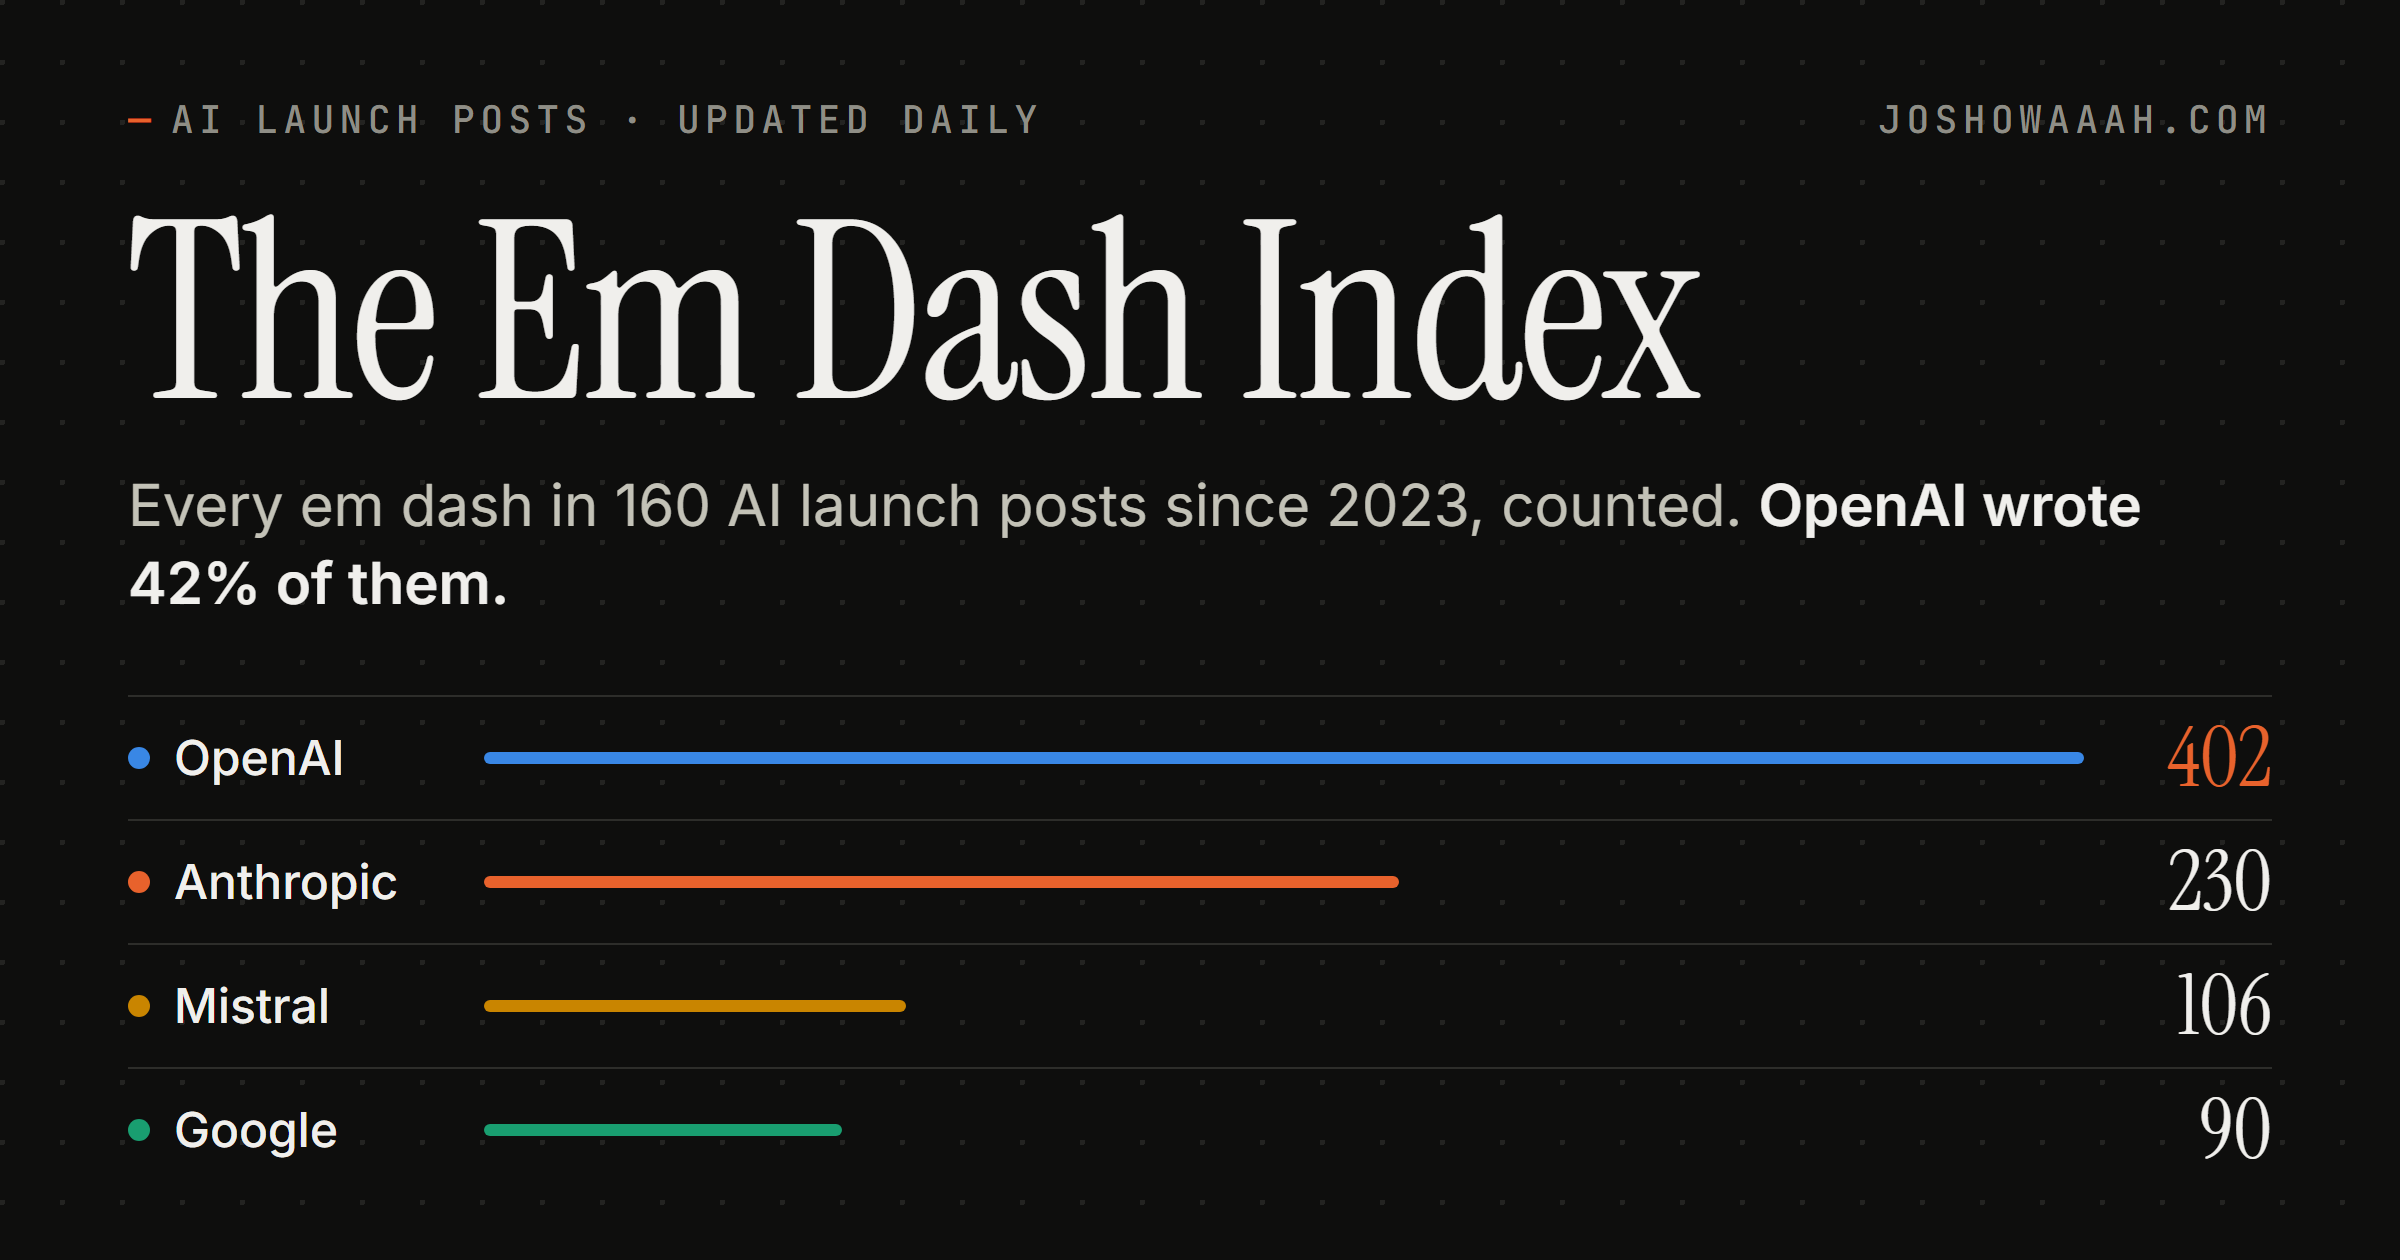 — AI LAUNCH POSTS · UPDATED DAILY
JOSHOWAAAH.COM
The Em Dash Index
Every em dash in 160 AI launch posts since 2023, counted. OpenAI wrote
42% of them.
OpenAI 402
Anthropic 230
Mistral 106
Google 90